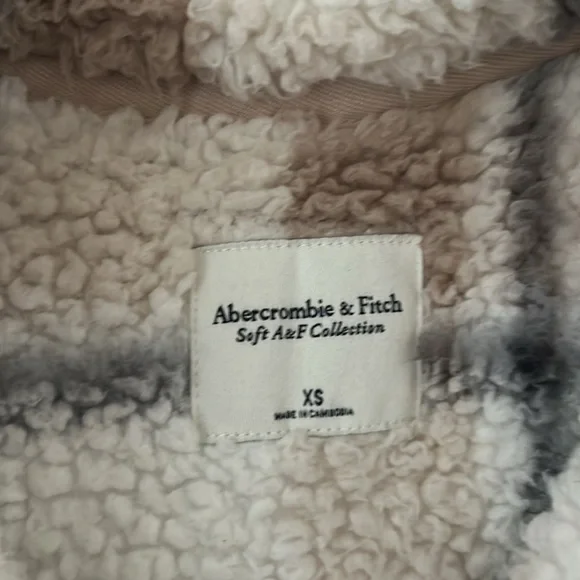 Abercrombie & Fitch
Soft A&F Collection
XS
MADE IN CAMBODIA